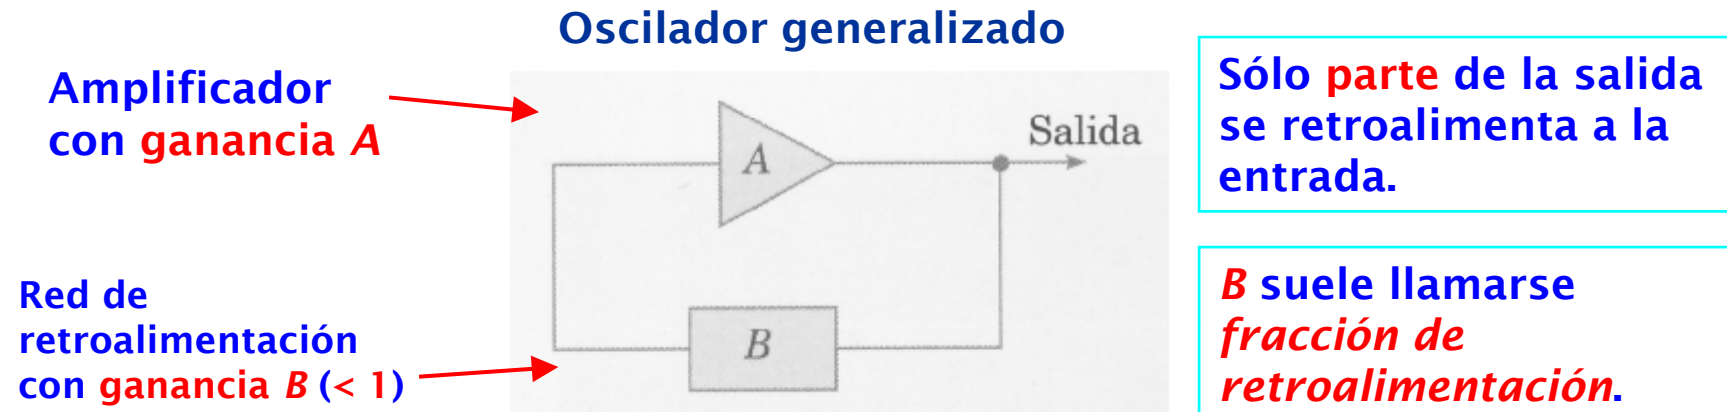 Oscilador generalizado
Amplificador
con ganancia A
A
Salida
Sólo parte de la salida
se retroalimenta a la
entrada.
Red de
retroalimentación
con ganancia B (< 1)
B
B suele llamarse
fracción de
retroalimentación.